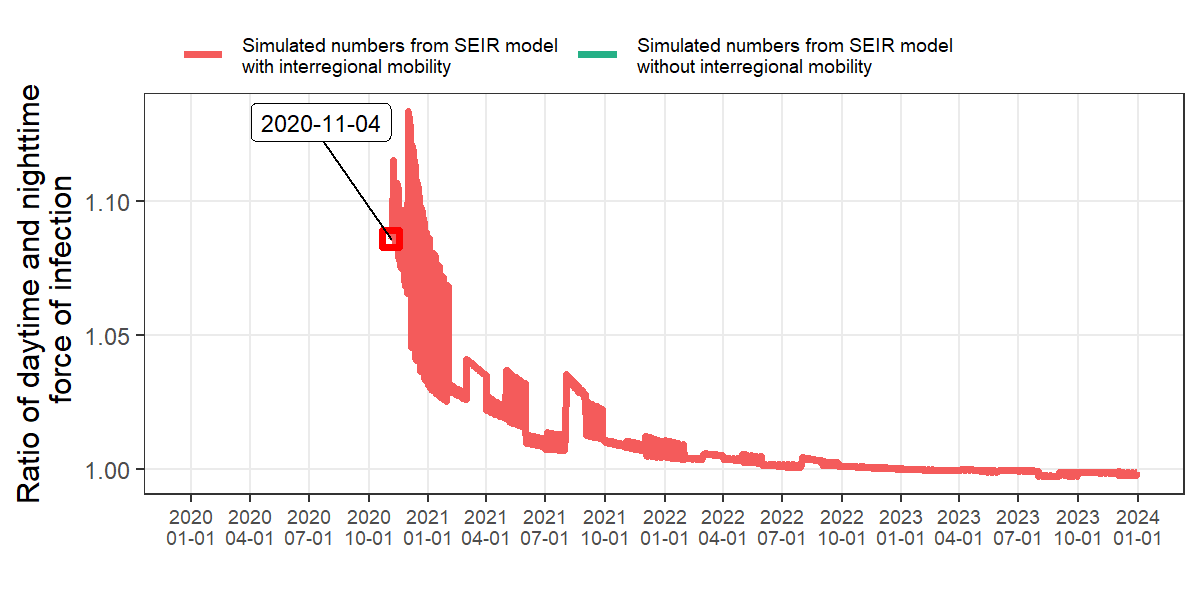 Simulated numbers from SEIR model
with interregional mobility
Simulated numbers from SEIR model
without interregional mobility
2020-11-04
Ratio of daytime and nighttime
force of infection
1.10
1.05
1.00
2020 2020 2020 2020 2021 2021 2021 2021 2022 2022 2022 2022 2023 2023 2023 2023 2024
01-01 04-01 07-01 10-01 01-01 04-01 07-01 10-01 01-01 04-01 07-01 10-01 01-01 04-01 07-01 10-01 01-01